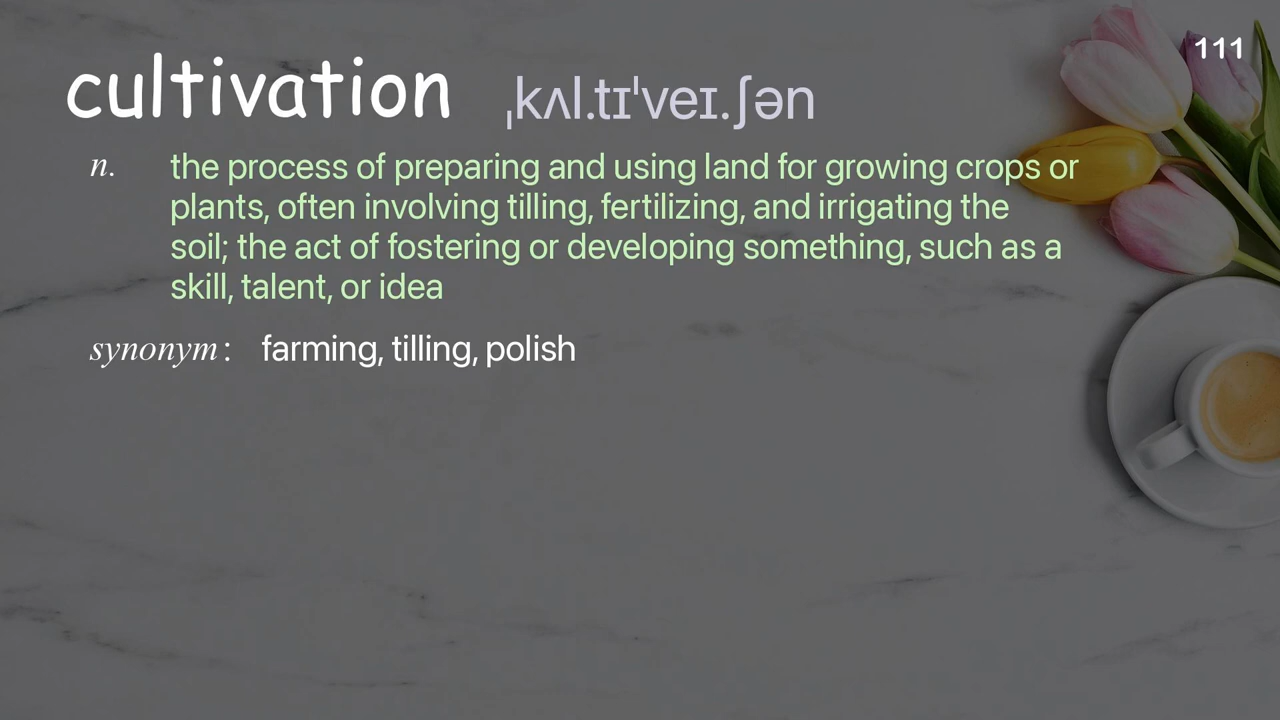 111
cultivation ˌkʌl.tɪˈveɪ.ʃən
n. the process of preparing and using land for growing crops or
plants, often involving tilling, fertilizing, and irrigating the
soil; the act of fostering or developing something, such as a
skill, talent, or idea
synonym: farming, tilling, polish